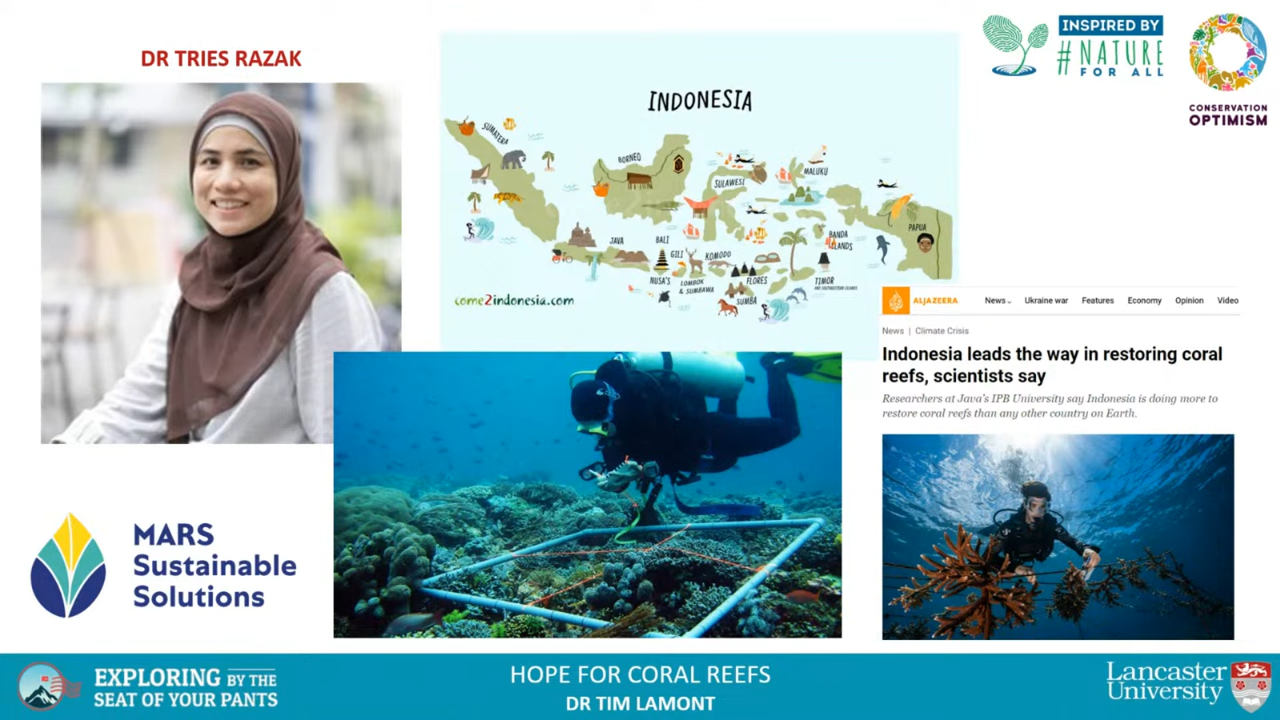 DR TRIES RAZAK
INSPIRED BY
#NATURE
FOR ALL
CONSERVATION
OPTIMISM
INDONESIA
SUMATERA
BORNEO
SULAWESI
MALUKU
PAPUA
JAVA
BALI
GILI
KOMODO
BANDA
ISLANDS
NUSA'S
LOMBOK
& SUMBAWA
FLORES
TIMOR
SUMBA
come2indonesia.com
ALJAZEERA
News
Ukraine war
Features
Economy
Opinion
Video
News | Climate Crisis
Indonesia leads the way in restoring coral
reefs, scientists say
Researchers at Java's IPB University say Indonesia is doing more to
restore coral reefs than any other country on Earth.
MARS
Sustainable
Solutions
EXPLORING BY THE
SEAT OF YOUR PANTS
HOPE FOR CORAL REEFS
DR TIM LAMONT
Lancaster
University